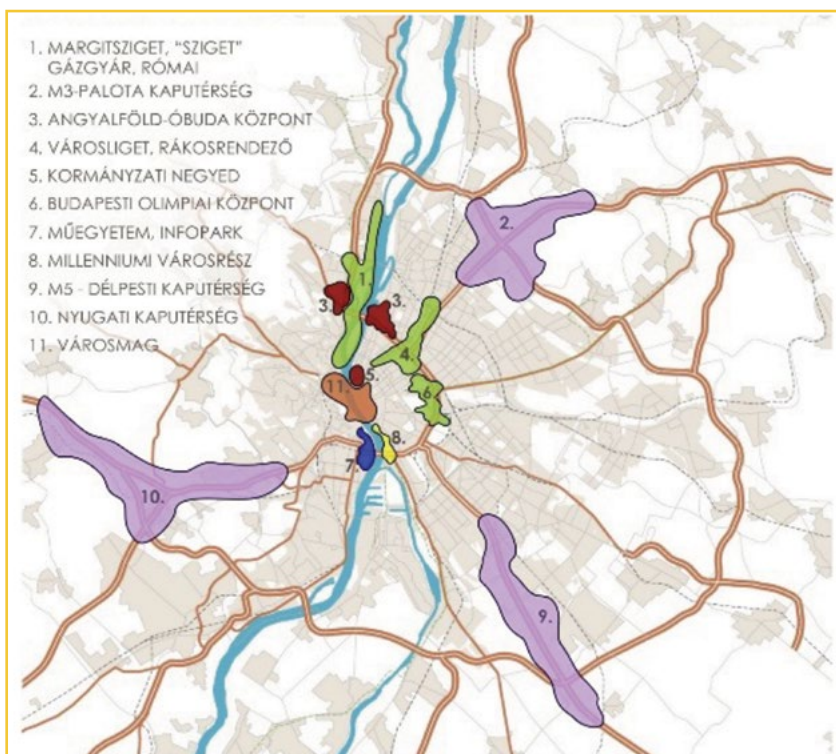 1. MARGITSZIGET, "SZIGET"
GÁZGYÁR, RÓMAI
2. M3-PALOTA KAPUTÉRSÉG
3. ANGYALFÖLD-ÓBUDA KÖZPONT
4. VÁROSLIGET, RÁKOSRENDEZŐ
5. KORMÁNYZATI NEGYED
6. BUDAPESTI OLIMPIAI KÖZPONT
7. MŰEGYETEM, INFOPARK
8. MILLENNIUMI VÁROSRÉSZ
9. M5 - DÉLPESTI KAPUTÉRSÉG
10. NYUGATI KAPUTÉRSÉG
11. VÁROSMAG
2.
1.
3.
3.
4.
5.
11.
6.
8.
7.
10.
9.